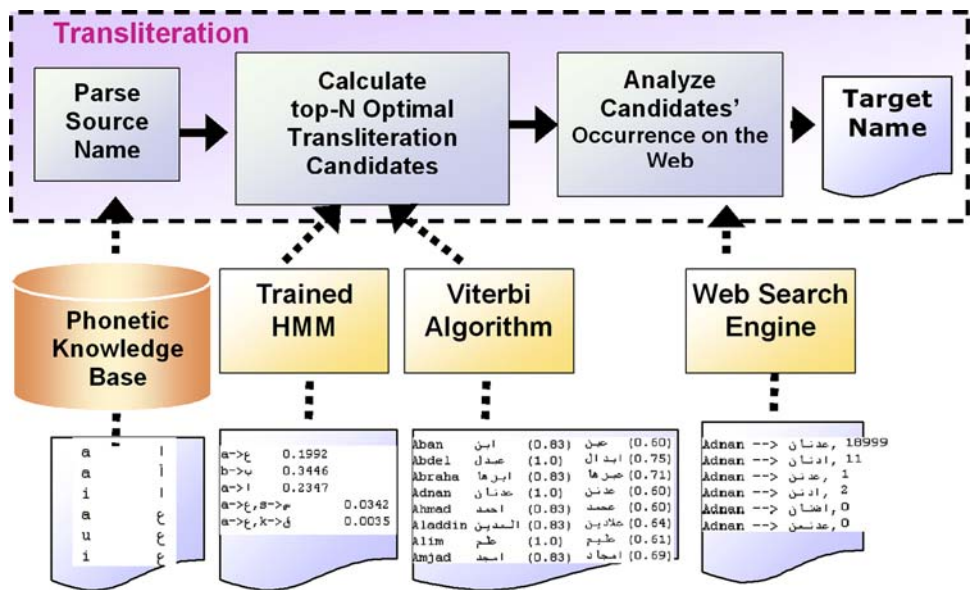 Transliteration
Parse
Source
Name
Calculate
top-N Optimal
Transliteration
Candidates
Analyze
Candidates'
Occurrence on the
Web
Target
Name
Phonetic
Knowledge
Base
Trained
HMM
Viterbi
Algorithm
Web Search
Engine
a ا
a أ
i ا
a ع
u ع
i ع
a->ع 0.1992
b->ب 0.3446
a->ا 0.2347
a->ع,s->م 0.0342
a->ع,k->ق 0.0035
Aban ابن (0.83) عبن (0.60)
Abdel عبدل (1.0) ابدال (0.75)
Abraha ابرها (0.83) عبرها (0.71)
Adnan عدنان (1.0) عدنن (0.60)
Ahmad احمد (0.83) عحمد (0.60)
Aladdin الدين (0.83) علادين (0.64)
Alim علم (1.0) عليم (0.61)
Amjad امجد (0.83) امجاد (0.69)
Adnan --> عدنان, 18999
Adnan --> ادنان, 11
Adnan --> عدنن, 1
Adnan --> ادنن, 2
Adnan --> اضنان, 0
Adnan --> عدنعن, 0